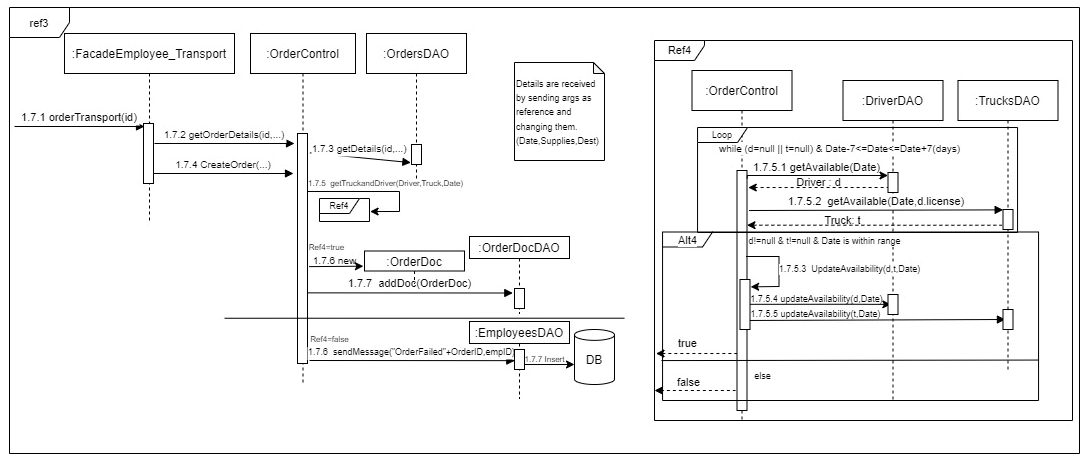 ref3
:FacadeEmployee_Transport
:OrderControl
:OrdersDAO
1.7.1 orderTransport(id)
1.7.2 getOrderDetails(id,...)
1.7.3 getDetails(id,...)
1.7.4 CreateOrder(...)
1.7.5 getTruckandDriver(Driver,Truck,Date)
Ref4
Details are received
by sending args as
reference and
changing them.
(Date,Supplies,Dest)
Ref4=true
1.7.6 new
:OrderDoc
:OrderDocDAO
1.7.7 addDoc(OrderDoc)
Ref4=false
:EmployeesDAO
1.7.6 sendMessage("OrderFailed"+OrderID,empID)
1.7.7 Insert
DB
Ref4
:OrderControl
:DriverDAO
:TrucksDAO
Loop
while (d=null || t=null) & Date-7<=Date<=Date+7(days)
1.7.5.1 getAvailable(Date)
Driver : d
1.7.5.2 getAvailable(Date,d.license)
Truck: t
Alt4
d!=null & t!=null & Date is within range
1.7.5.3 UpdateAvailability(d,t,Date)
1.7.5.4 updateAvailability(d,Date)
1.7.5.5 updateAvailability(t,Date)
true
else
false